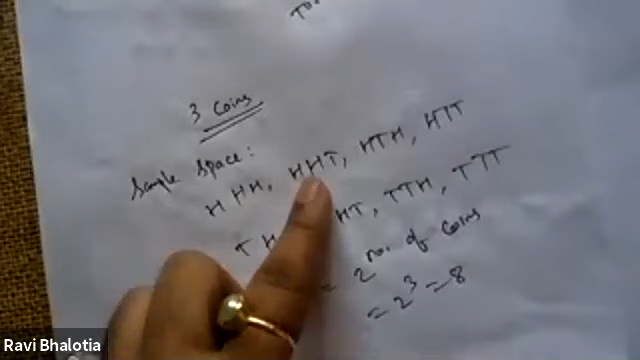 3 Coins
Sample Space:
HHH, HHT, HTH, HTT
TH HT, TTH, TTT
= 2 no. of coins
= 2³ = 8
Ravi Bhalotia